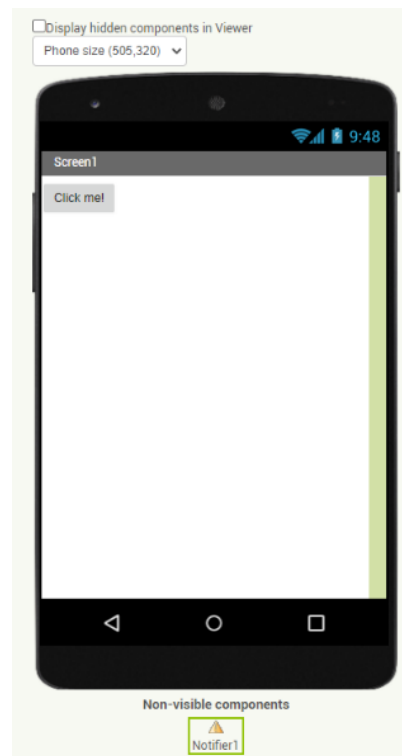 Display hidden components in Viewer
Phone size (505,320)
9:48
Screen1
Click me!
Non-visible components
Notifier1